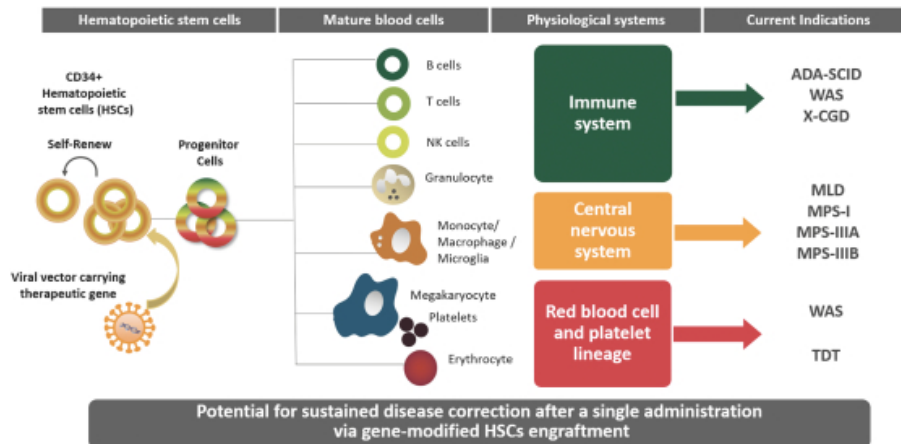 Hematopoietic stem cells
Mature blood cells
Physiological systems
Current Indications
CD34+
Hematopoietic
stem cells (HSCs)
Self-Renew
Progenitor
Cells
Viral vector carrying
therapeutic gene
B cells
T cells
NK cells
Granulocyte
Monocyte/
Macrophage /
Microglia
Megakaryocyte
Platelets
Erythrocyte
Immune
system
Central
nervous
system
Red blood cell
and platelet
lineage
ADA-SCID
WAS
X-CGD
MLD
MPS-I
MPS-IIIA
MPS-IIIB
WAS
TDT
Potential for sustained disease correction after a single administration
via gene-modified HSCs engraftment